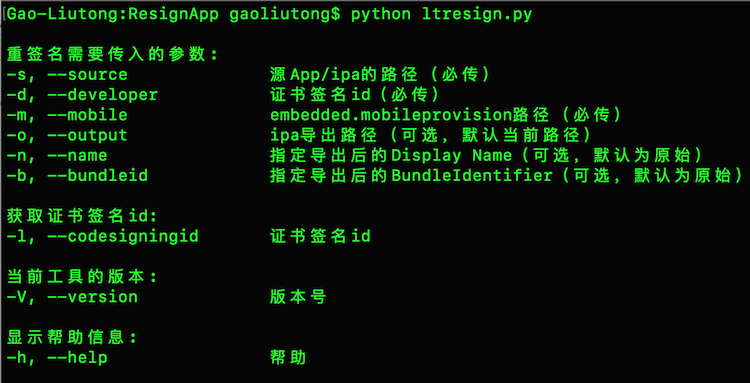 Gao-Liutong:ResignApp gaoliutong$ python ltresign.py
重签名需要传入的参数:
-s, --source 源App/ipa的路径（必传）
-d, --developer 证书签名id（必传）
-m, --mobile embedded.mobileprovision路径（必传）
-o, --output ipa导出路径（可选，默认当前路径）
-n, --name 指定导出后的Display Name（可选，默认为原始）
-b, --bundleid 指定导出后的BundleIdentifier（可选，默认为原始）
获取证书签名id:
-l, --codesigningid 证书签名id
当前工具的版本:
-V, --version 版本号
显示帮助信息:
-h, --help 帮助